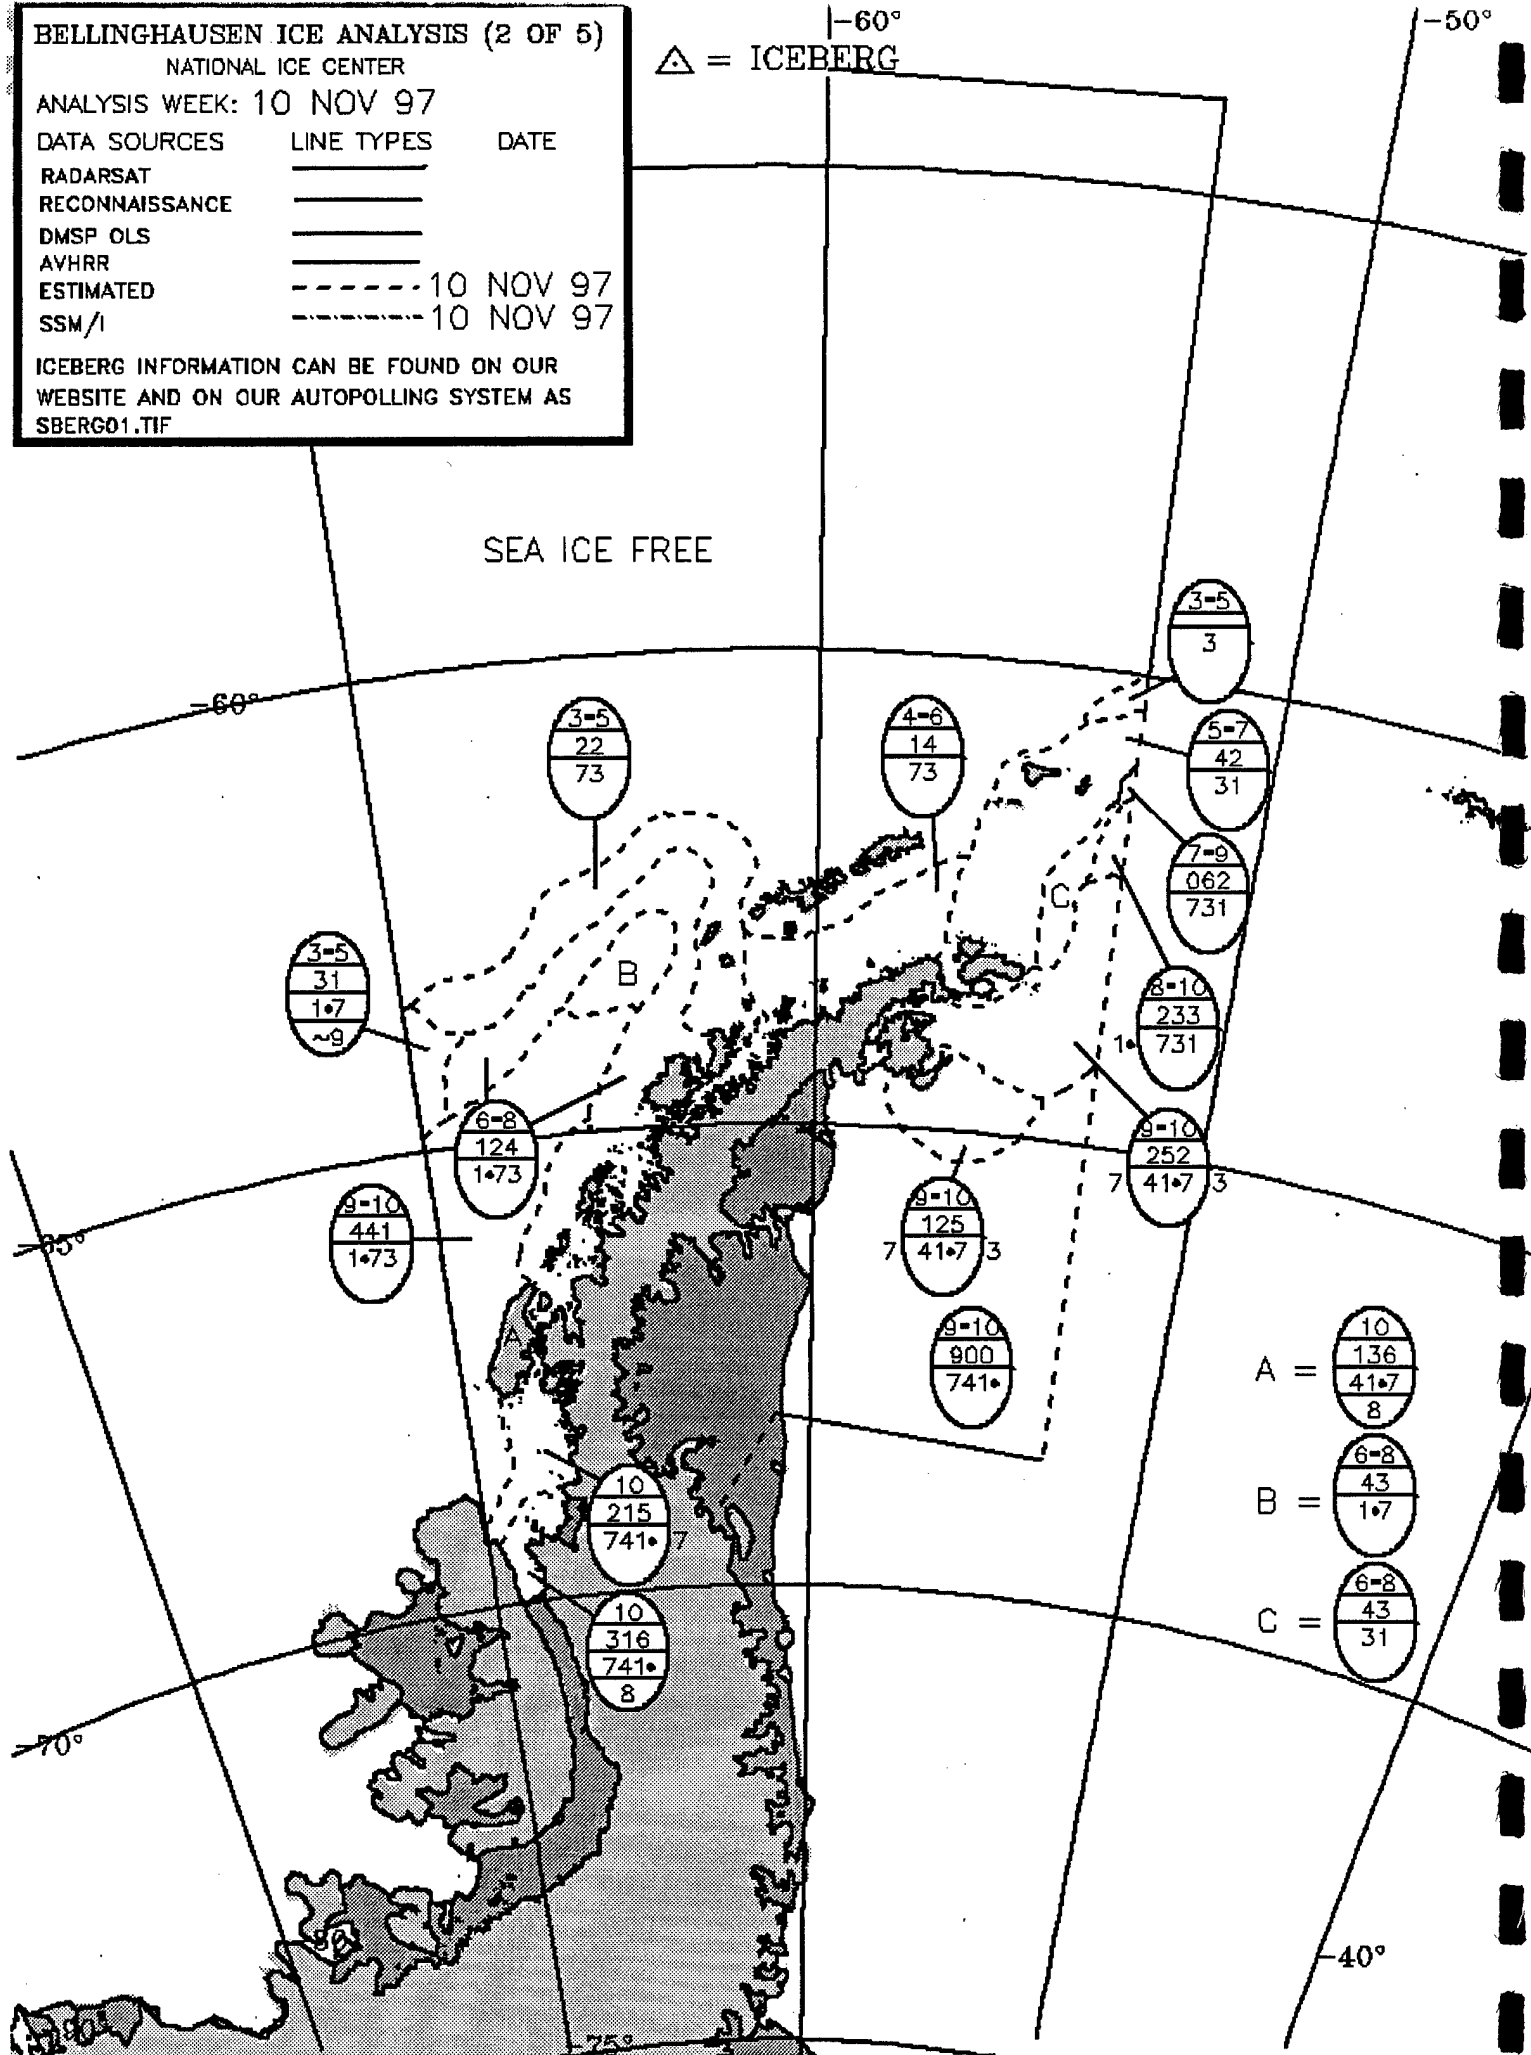 BELLINGHAUSEN ICE ANALYSIS (2 OF 5)
NATIONAL ICE CENTER
ANALYSIS WEEK: 10 NOV 97
DATA SOURCES LINE TYPES DATE
RADARSAT
RECONNAISSANCE
DMSP OLS
AVHRR
ESTIMATED 10 NOV 97
SSM/I 10 NOV 97
ICEBERG INFORMATION CAN BE FOUND ON OUR
WEBSITE AND ON OUR AUTOPOLLING SYSTEM AS
SBERG01.TIF
-60°
-50°
= ICEBERG
SEA ICE FREE
3-5
3
-60°
3-5
22
73
4-6
14
73
5-7
42
31
7-9
062
731
C
B
3-5
31
1•7
~9
8-10
233
731
1•
6-8
124
1•73
9-10
252
7 41•7 3
9-10
441
1•73
9-10
125
7 41•7 3
-65°
A
9-10
900
741•
A =
10
136
41•7
8
B =
6-8
43
1•7
C =
6-8
43
31
10
215
741• 7
10
316
741•
8
-70°
-40°
-75°